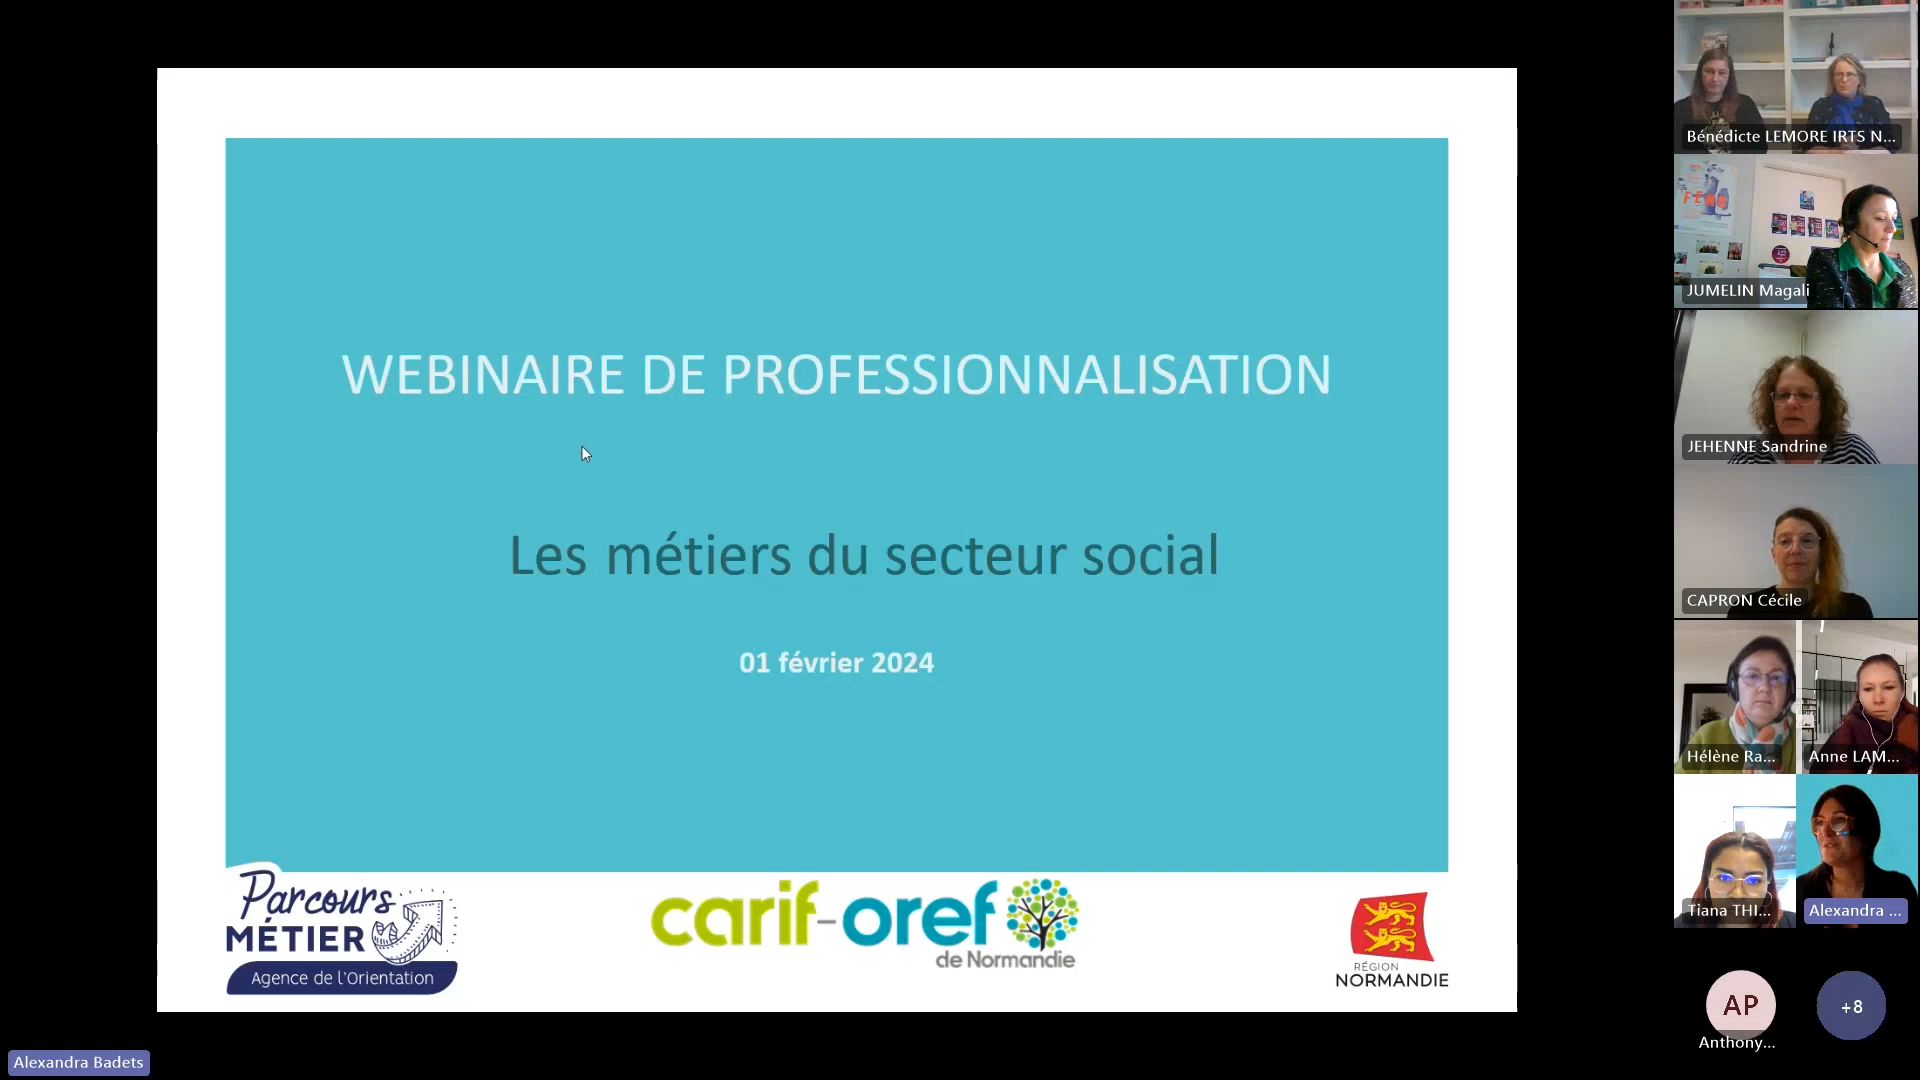 WEBINAIRE DE PROFESSIONNALISATION
Les métiers du secteur social
01 février 2024
Parcours
MÉTIER
Agence de l'Orientation
carif-oref
de Normandie
RÉGION
NORMANDIE
Alexandra Badets
Bénédicte LEMORE IRTS N...
JUMELIN Magali
JEHENNE Sandrine
CAPRON Cécile
Hélène Ra...
Anne LAM...
Tiana THI...
Alexandra ...
AP
+8
Anthony...